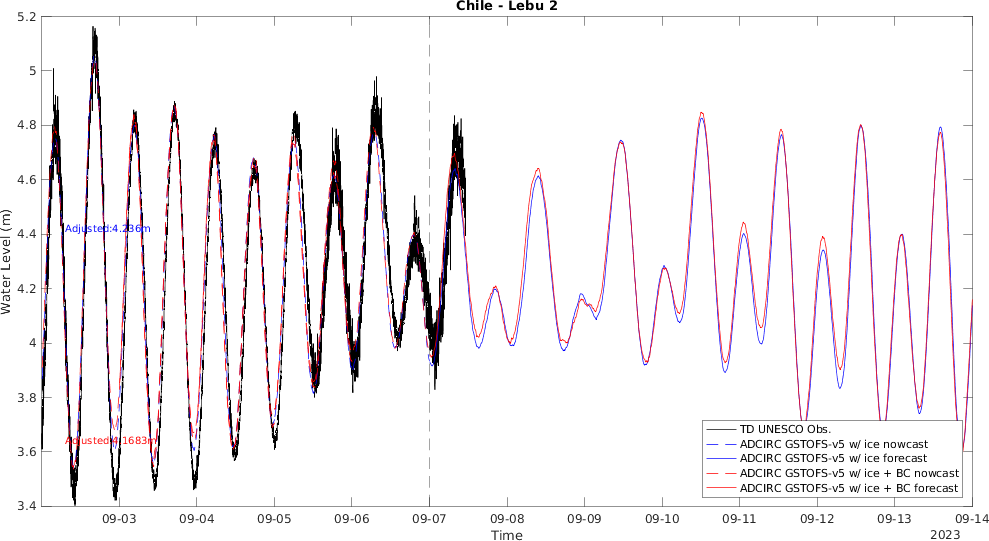 Chile - Lebu 2
5.2
5
4.8
4.6
4.4
4.2
4
3.8
3.6
3.4
Water Level (m)
Adjusted:4.236m
Adjusted:4.1683m
TD UNESCO Obs.
ADCIRC GSTOFS-v5 w/ ice nowcast
ADCIRC GSTOFS-v5 w/ ice forecast
ADCIRC GSTOFS-v5 w/ ice + BC nowcast
ADCIRC GSTOFS-v5 w/ ice + BC forecast
09-03 09-04 09-05 09-06 09-07 09-08 09-09 09-10 09-11 09-12 09-13 09-14
Time
2023